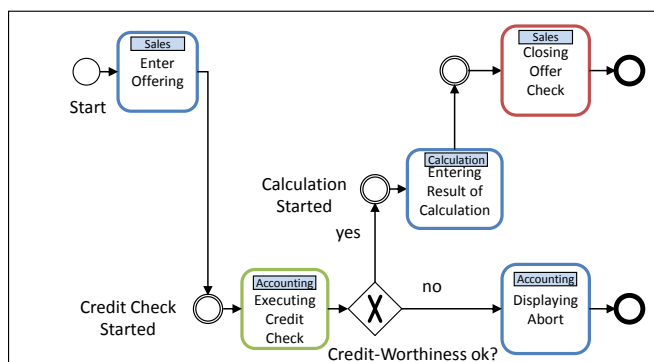 Sales
Enter
Offering
Start
Sales
Closing
Offer
Check
Calculation
Started
Calculation
Entering
Result of
Calculation
yes
Credit Check
Started
Accounting
Executing
Credit
Check
X
Credit-Worthiness ok?
no
Accounting
Displaying
Abort